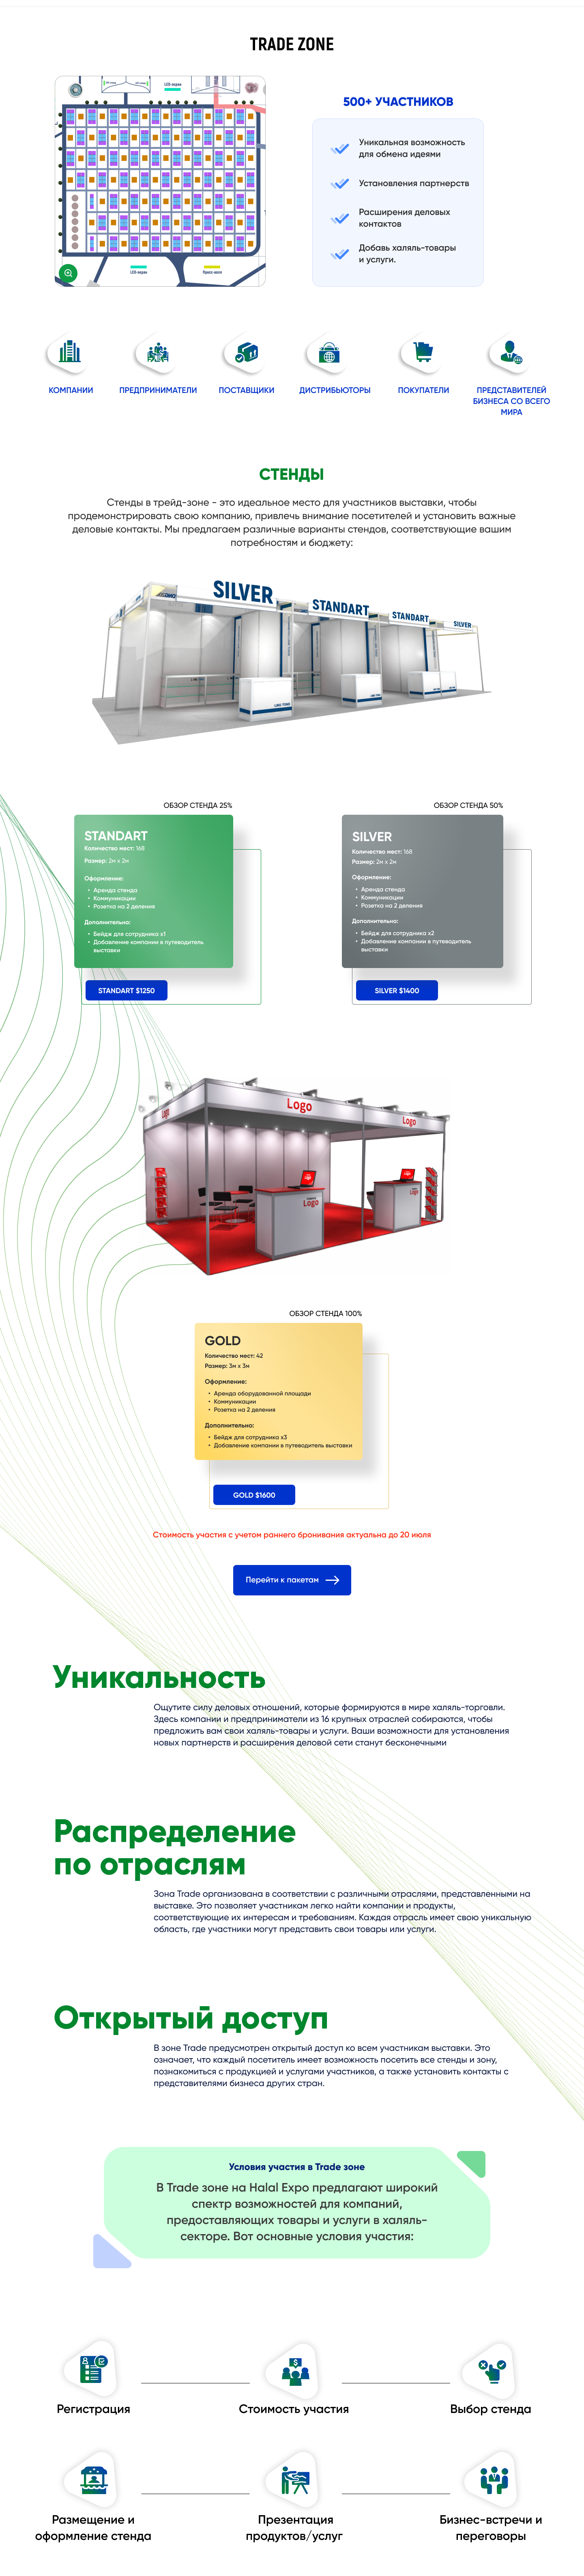 TRADE ZONE
LED-экран
LED-экран
Пресс-волл
500+ УЧАСТНИКОВ
Уникальная возможность
для обмена идеями
Установления партнерств
Расширения деловых
контактов
Добавь халяль-товары
и услуги.
КОМПАНИИ
ПРЕДПРИНИМАТЕЛИ
ПОСТАВЩИКИ
ДИСТРИБЬЮТОРЫ
ПОКУПАТЕЛИ
ПРЕДСТАВИТЕЛЕЙ
БИЗНЕСА СО ВСЕГО
МИРА
СТЕНДЫ
Стенды в трейд-зоне - это идеальное место для участников выставки, чтобы
продемонстрировать свою компанию, привлечь внимание посетителей и установить важные
деловые контакты. Мы предлагаем различные варианты стендов, соответствующие вашим
потребностям и бюджету:
SILVER
STANDART
STANDART
SILVER
ОБЗОР СТЕНДА 25%
STANDART
Количество мест: 168
Размер: 2м x 2м
Оформление:
• Аренда стенда
• Коммуникации
• Розетка на 2 деления
Дополнительно:
• Бейдж для сотрудника x1
• Добавление компании в путеводитель
выставки
STANDART $1250
ОБЗОР СТЕНДА 50%
SILVER
Количество мест: 168
Размер: 2м x 2м
Оформление:
• Аренда стенда
• Коммуникации
• Розетка на 2 деления
Дополнительно:
• Бейдж для сотрудника x2
• Добавление компании в путеводитель
выставки
SILVER $1400
Logo
Logo
Logo
Logo
Logo
ОБЗОР СТЕНДА 100%
GOLD
Количество мест: 42
Размер: 3м x 3м
Оформление:
• Аренда оборудованной площади
• Коммуникации
• Розетка на 2 деления
Дополнительно:
• Бейдж для сотрудника x3
• Добавление компании в путеводитель выставки
GOLD $1600
Стоимость участия с учетом раннего бронивания актуальна до 20 июля
Перейти к пакетам
Уникальность
Ощутите силу деловых отношений, которые формируются в мире халяль-торговли.
Здесь компании и предприниматели из 16 крупных отраслей собираются, чтобы
предложить вам свои халяль-товары и услуги. Ваши возможности для установления
новых партнерств и расширения деловой сети станут бесконечными
Распределение
по отраслям
Зона Trade организована в соответствии с различными отраслями, представленными на
выставке. Это позволяет участникам легко найти компании и продукты,
соответствующие их интересам и требованиям. Каждая отрасль имеет свою уникальную
область, где участники могут представить свои товары или услуги.
Открытый доступ
В зоне Trade предусмотрен открытый доступ ко всем участникам выставки. Это
означает, что каждый посетитель имеет возможность посетить все стенды и зону,
познакомиться с продукцией и услугами участников, а также установить контакты с
представителями бизнеса других стран.
Условия участия в Trade зоне
В Trade зоне на Halal Expo предлагают широкий
спектр возможностей для компаний,
предоставляющих товары и услуги в халяль-
секторе. Вот основные условия участия:
Регистрация
Стоимость участия
Выбор стенда
Размещение и
оформление стенда
Презентация
продуктов/услуг
Бизнес-встречи и
переговоры